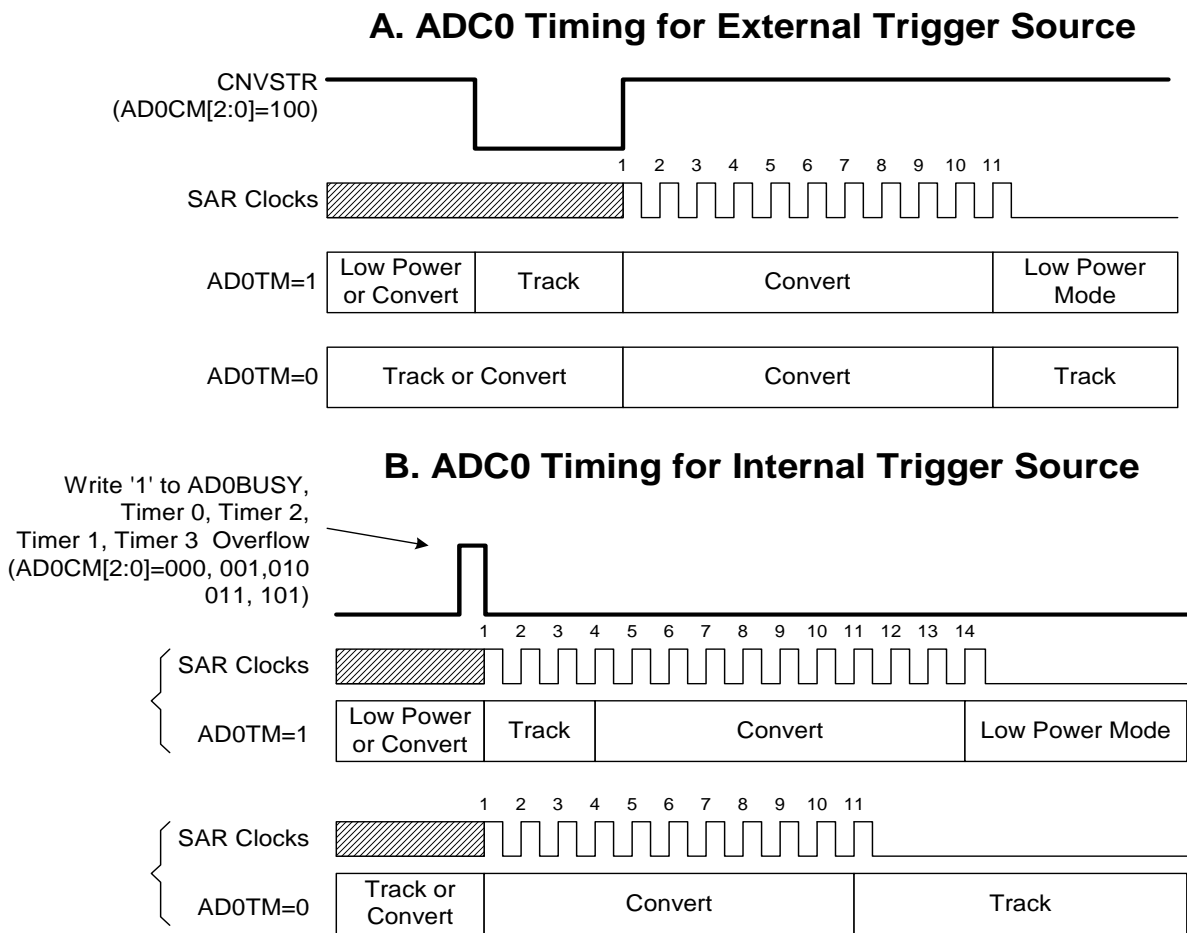 A. ADC0 Timing for External Trigger Source
CNVSTR
(AD0CM[2:0]=100)
1 2 3 4 5 6 7 8 9 10 11
SAR Clocks
AD0TM=1
Low Power
or Convert
Track
Convert
Low Power
Mode
AD0TM=0
Track or Convert
Convert
Track
B. ADC0 Timing for Internal Trigger Source
Write '1' to AD0BUSY,
Timer 0, Timer 2,
Timer 1, Timer 3 Overflow
(AD0CM[2:0]=000, 001,010
011, 101)
1 2 3 4 5 6 7 8 9 10 11 12 13 14
SAR Clocks
AD0TM=1
Low Power
or Convert
Track
Convert
Low Power Mode
1 2 3 4 5 6 7 8 9 10 11
SAR Clocks
AD0TM=0
Track or
Convert
Convert
Track